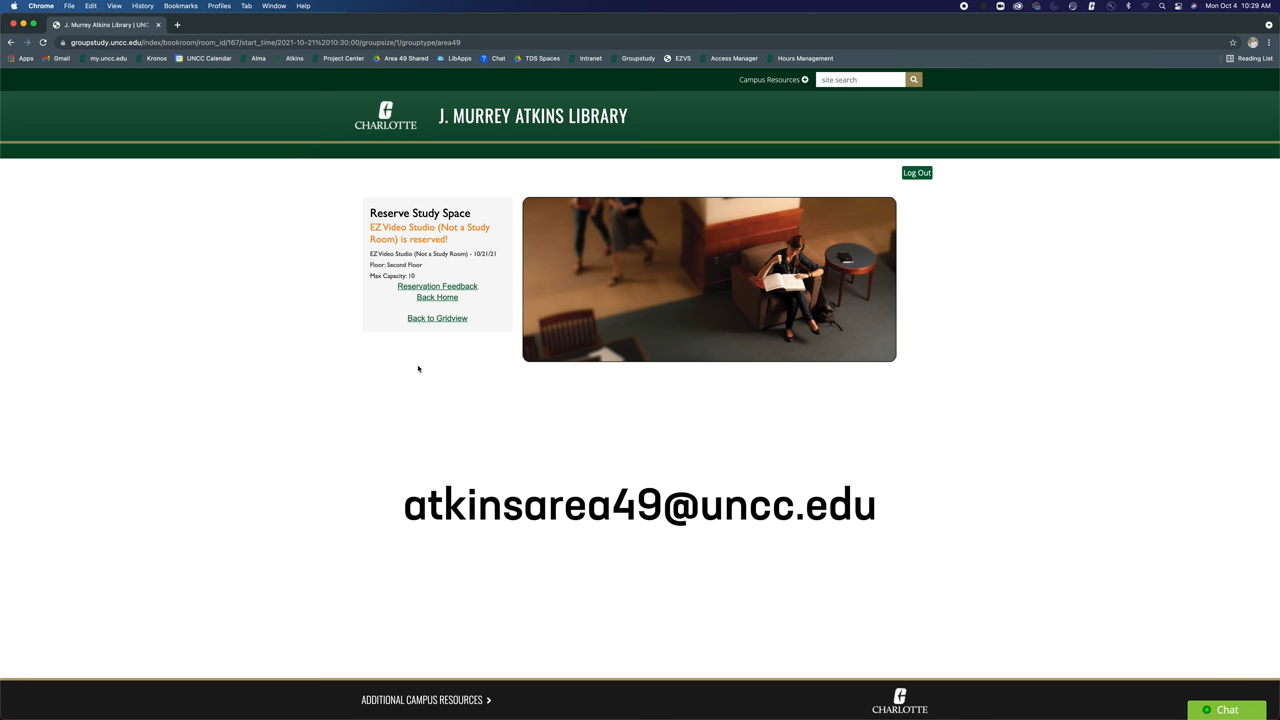 Chrome File Edit View History Bookmarks Profiles Tab Window Help Mon Oct 4 10:29 AM
J. Murrey Atkins Library | UNC
groupstudy.uncc.edu/index/bookroom/room_id/167/start_time/2021-10-21%2010:30:00/groupsize/1/grouptype/area49
Apps Gmail my.uncc.edu Kronos UNCC Calendar Alma Atkins Project Center Area 49 Shared LibApps Chat TDS Spaces Intranet Groupstudy EZVS Access Manager Hours Management Reading List
Campus Resources site search
CHARLOTTE J. MURREY ATKINS LIBRARY
Log Out
Reserve Study Space
EZ Video Studio (Not a Study
Room) is reserved!
EZ Video Studio (Not a Study Room) - 10/21/21
Floor: Second Floor
Max Capacity: 10
Reservation Feedback
Back Home
Back to Gridview
atkinsarea49@uncc.edu
ADDITIONAL CAMPUS RESOURCES
CHARLOTTE
Chat